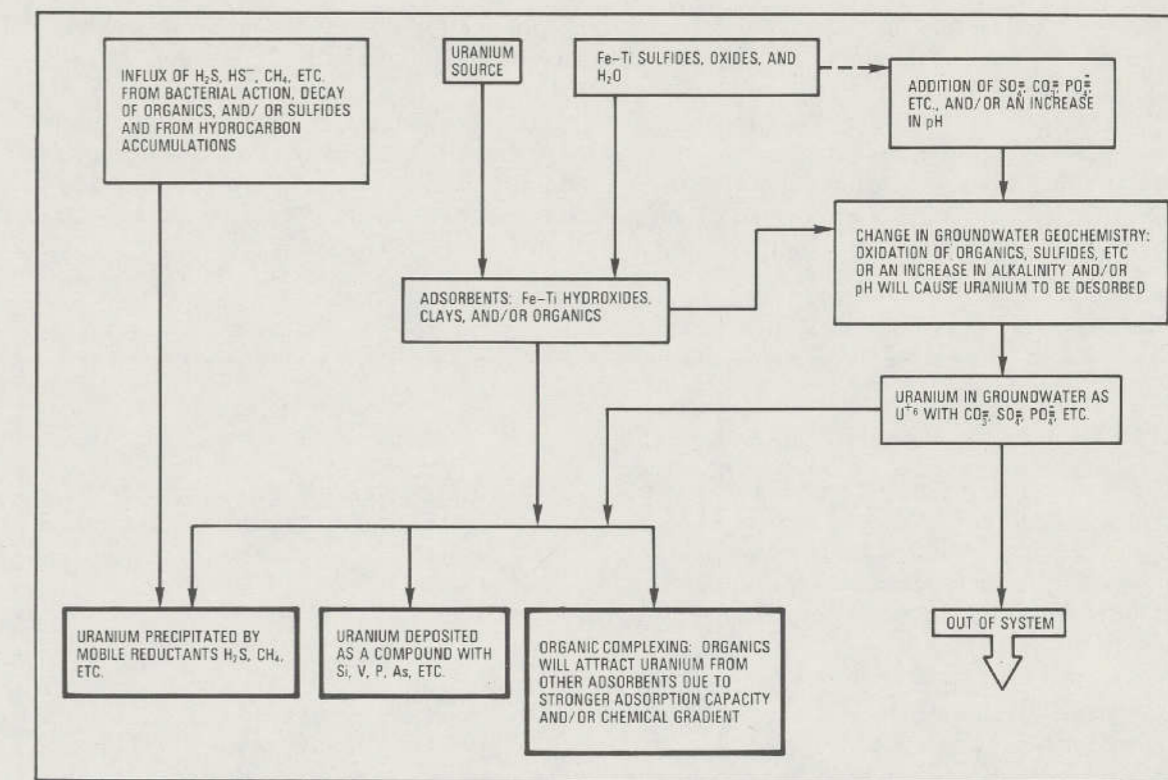 INFLUX OF H₂S, HS⁻, CH₄, ETC.
FROM BACTERIAL ACTION, DECAY
OF ORGANICS, AND/ OR SULFIDES
AND FROM HYDROCARBON
ACCUMULATIONS
URANIUM
SOURCE
Fe–Ti SULFIDES, OXIDES, AND
H₂O
ADDITION OF SO₄⁼, CO₃⁼, PO₄⁼,
ETC., AND/OR AN INCREASE
IN pH
CHANGE IN GROUNDWATER GEOCHEMISTRY:
OXIDATION OF ORGANICS, SULFIDES, ETC
OR AN INCREASE IN ALKALINITY AND/OR
pH WILL CAUSE URANIUM TO BE DESORBED
ADSORBENTS: Fe–Ti HYDROXIDES,
CLAYS, AND/OR ORGANICS
URANIUM IN GROUNDWATER AS
U⁺⁶ WITH CO₃⁼, SO₄⁼, PO₄⁼, ETC.
URANIUM PRECIPITATED BY
MOBILE REDUCTANTS H₂S, CH₄,
ETC.
URANIUM DEPOSITED
AS A COMPOUND WITH
Si, V, P, As, ETC.
ORGANIC COMPLEXING: ORGANICS
WILL ATTRACT URANIUM FROM
OTHER ADSORBENTS DUE TO
STRONGER ADSORPTION CAPACITY
AND/OR CHEMICAL GRADIENT
OUT OF SYSTEM